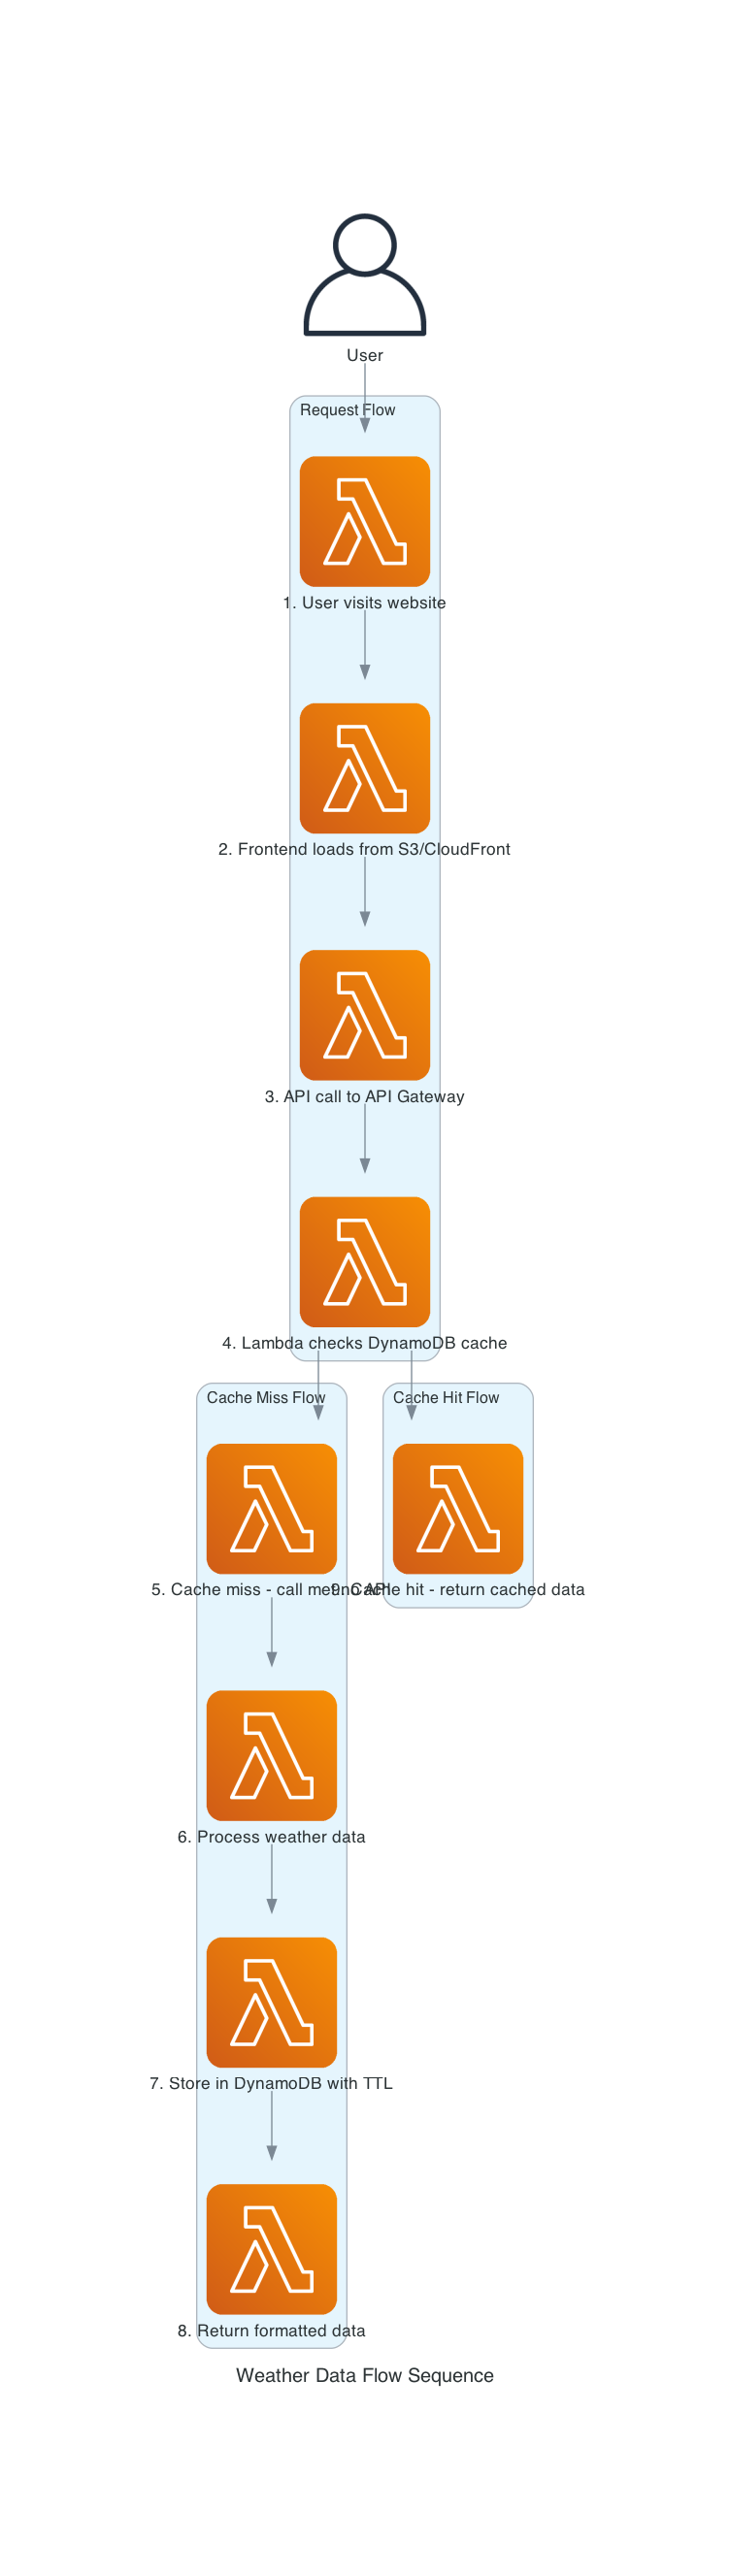 User
Request Flow
1. User visits website
2. Frontend loads from S3/CloudFront
3. API call to API Gateway
4. Lambda checks DynamoDB cache
Cache Miss Flow
Cache Hit Flow
5. Cache miss - call metno API
9. Cache hit - return cached data
6. Process weather data
7. Store in DynamoDB with TTL
8. Return formatted data
Weather Data Flow Sequence